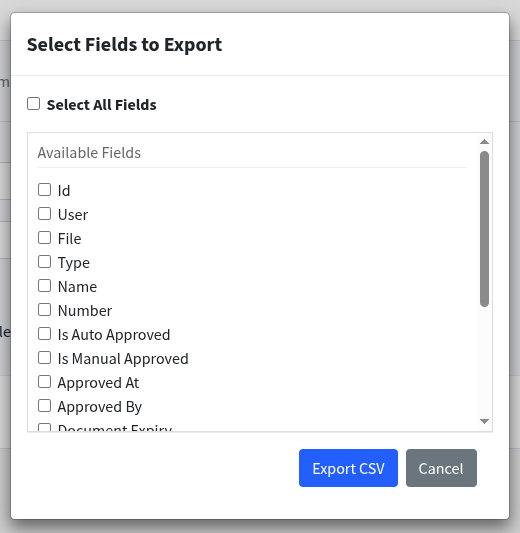 Select Fields to Export
Select All Fields
Available Fields
Id
User
File
Type
Name
Number
Is Auto Approved
Is Manual Approved
Approved At
Approved By
Document Expiry
Export CSV
Cancel